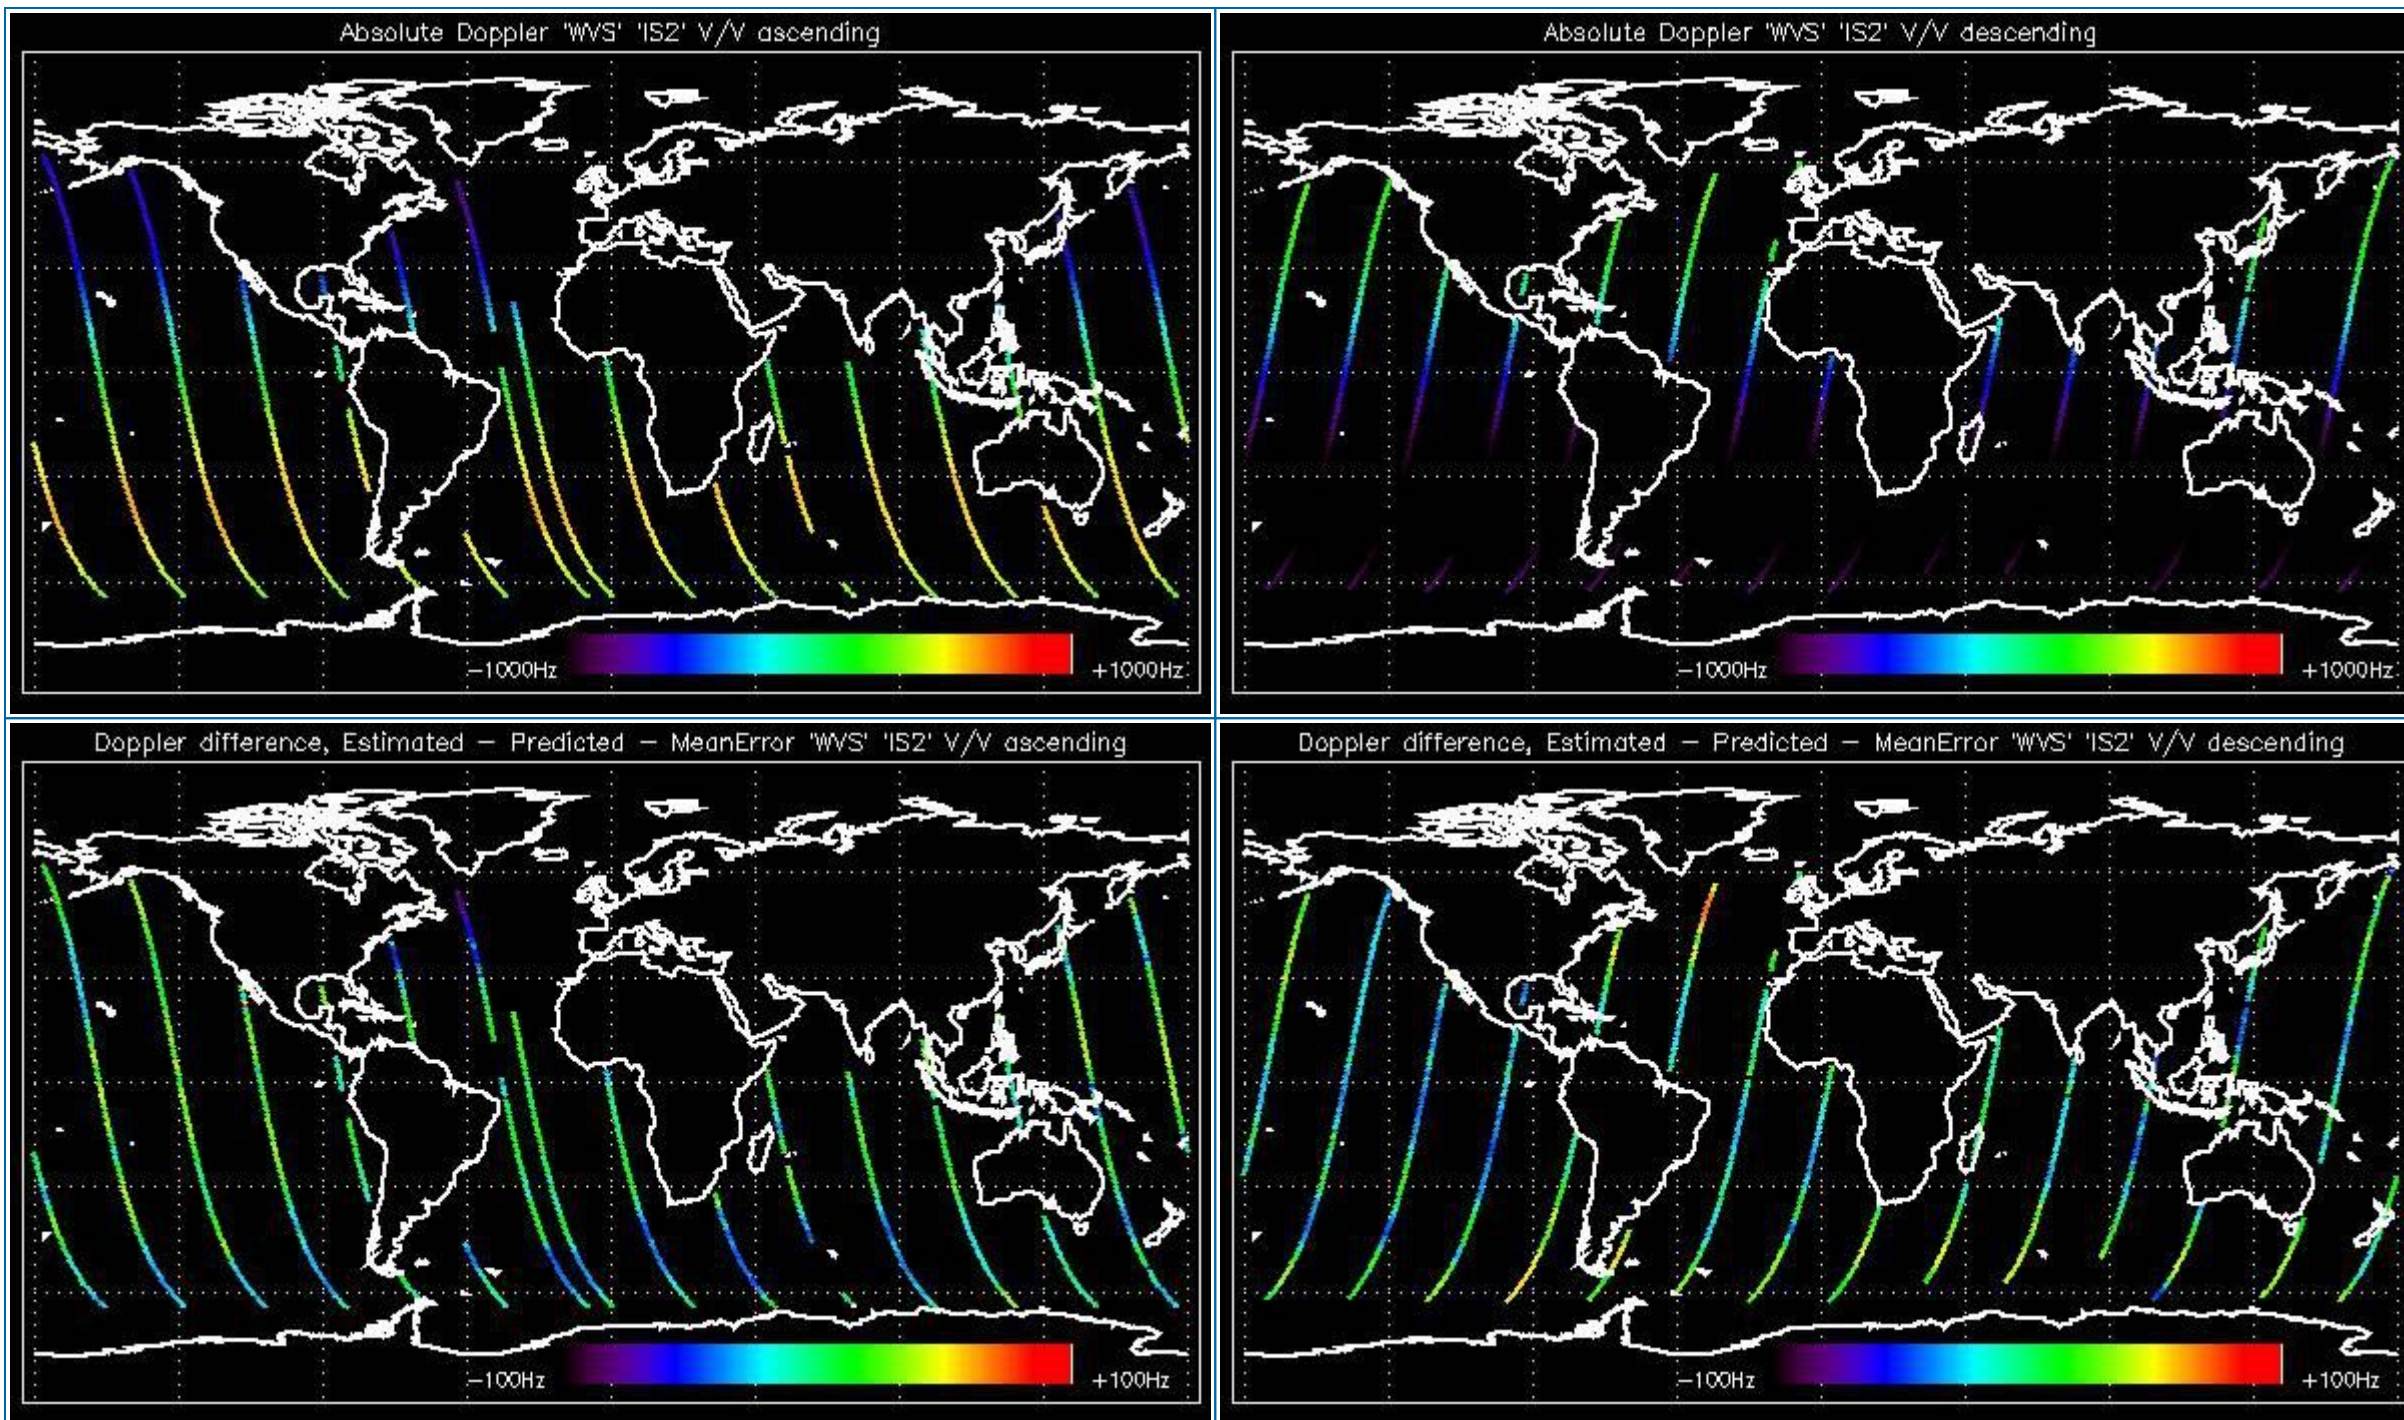 Absolute Doppler 'WVS' 'IS2' V/V ascending
−1000Hz
+1000Hz
Absolute Doppler 'WVS' 'IS2' V/V descending
−1000Hz
+1000Hz
Doppler difference, Estimated − Predicted − MeanError 'WVS' 'IS2' V/V ascending
−100Hz
+100Hz
Doppler difference, Estimated − Predicted − MeanError 'WVS' 'IS2' V/V descending
−100Hz
+100Hz